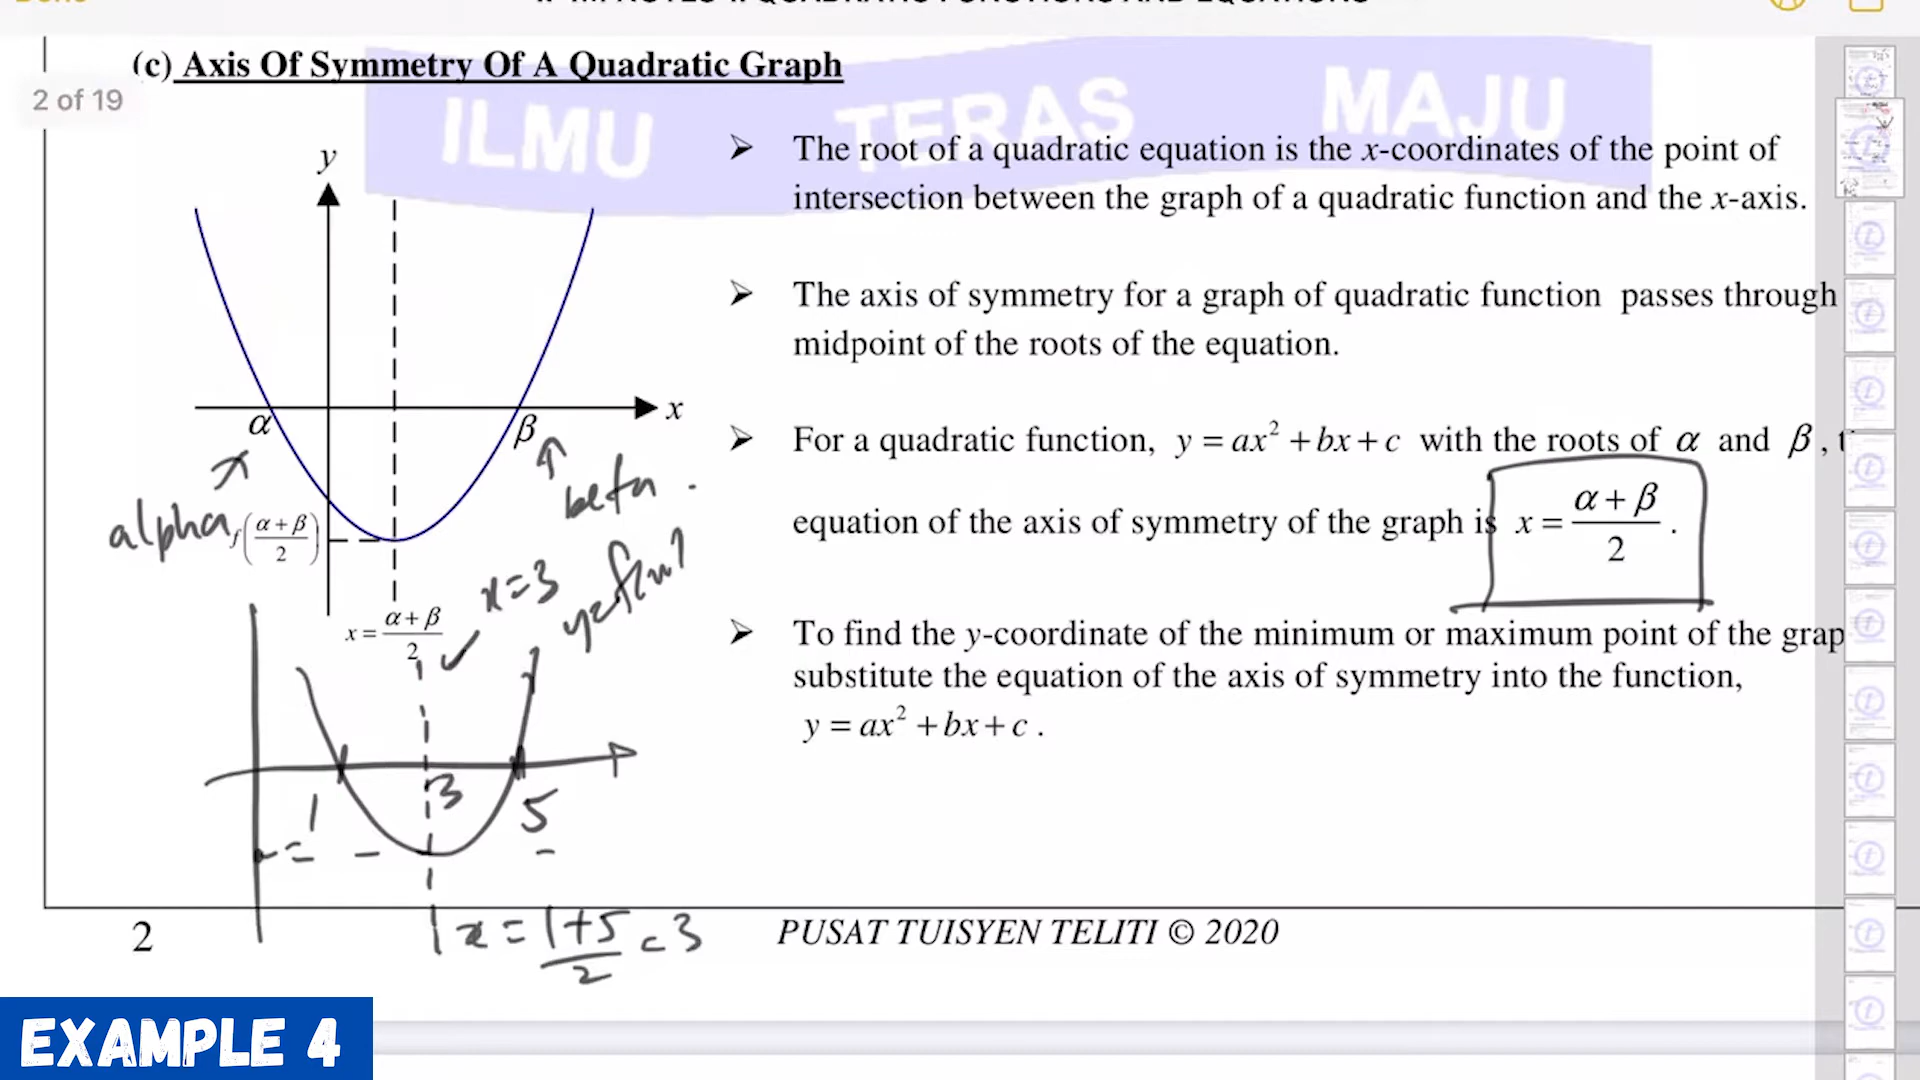 (c) Axis Of Symmetry Of A Quadratic Graph
2 of 19
ILMU TERAS MAJU
y
x
α
β
alpha
beta
f(α + β / 2)
x = α + β / 2
x = 3
The root of a quadratic equation is the x-coordinates of the point of
intersection between the graph of a quadratic function and the x-axis.
The axis of symmetry for a graph of quadratic function passes through
midpoint of the roots of the equation.
For a quadratic function, y = ax² + bx + c with the roots of α and β,
equation of the axis of symmetry of the graph is x = α + β / 2 .
To find the y-coordinate of the minimum or maximum point of the grap
substitute the equation of the axis of symmetry into the function,
y = ax² + bx + c .
1
3
5
x = 1+5 / 2 = 3
2
PUSAT TUISYEN TELITI © 2020
EXAMPLE 4